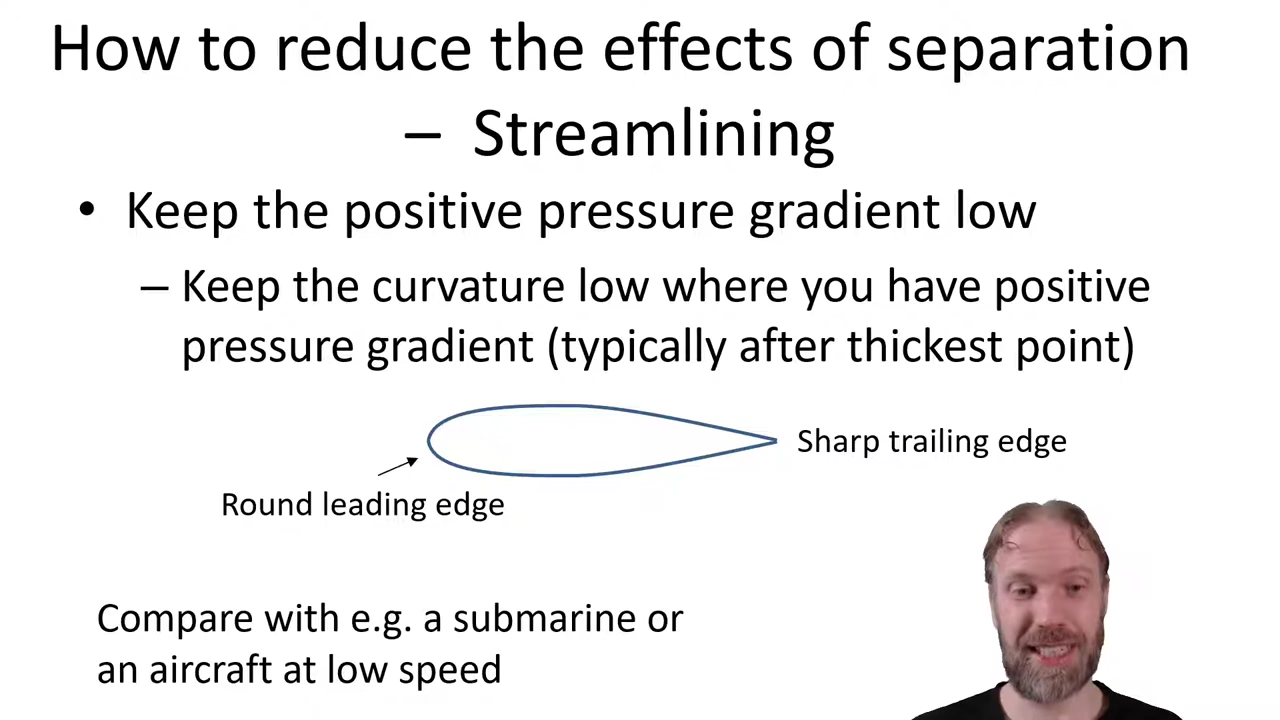 How to reduce the effects of separation
– Streamlining
• Keep the positive pressure gradient low
– Keep the curvature low where you have positive
pressure gradient (typically after thickest point)
Sharp trailing edge
Round leading edge
Compare with e.g. a submarine or
an aircraft at low speed